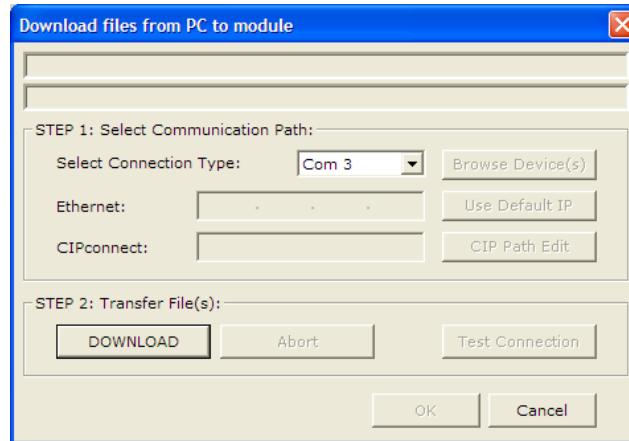 Download files from PC to module
STEP 1: Select Communication Path:
Select Connection Type: Com 3 Browse Device(s)
Ethernet: . . . Use Default IP
CIPconnect: CIP Path Edit
STEP 2: Transfer File(s):
DOWNLOAD Abort Test Connection
OK Cancel